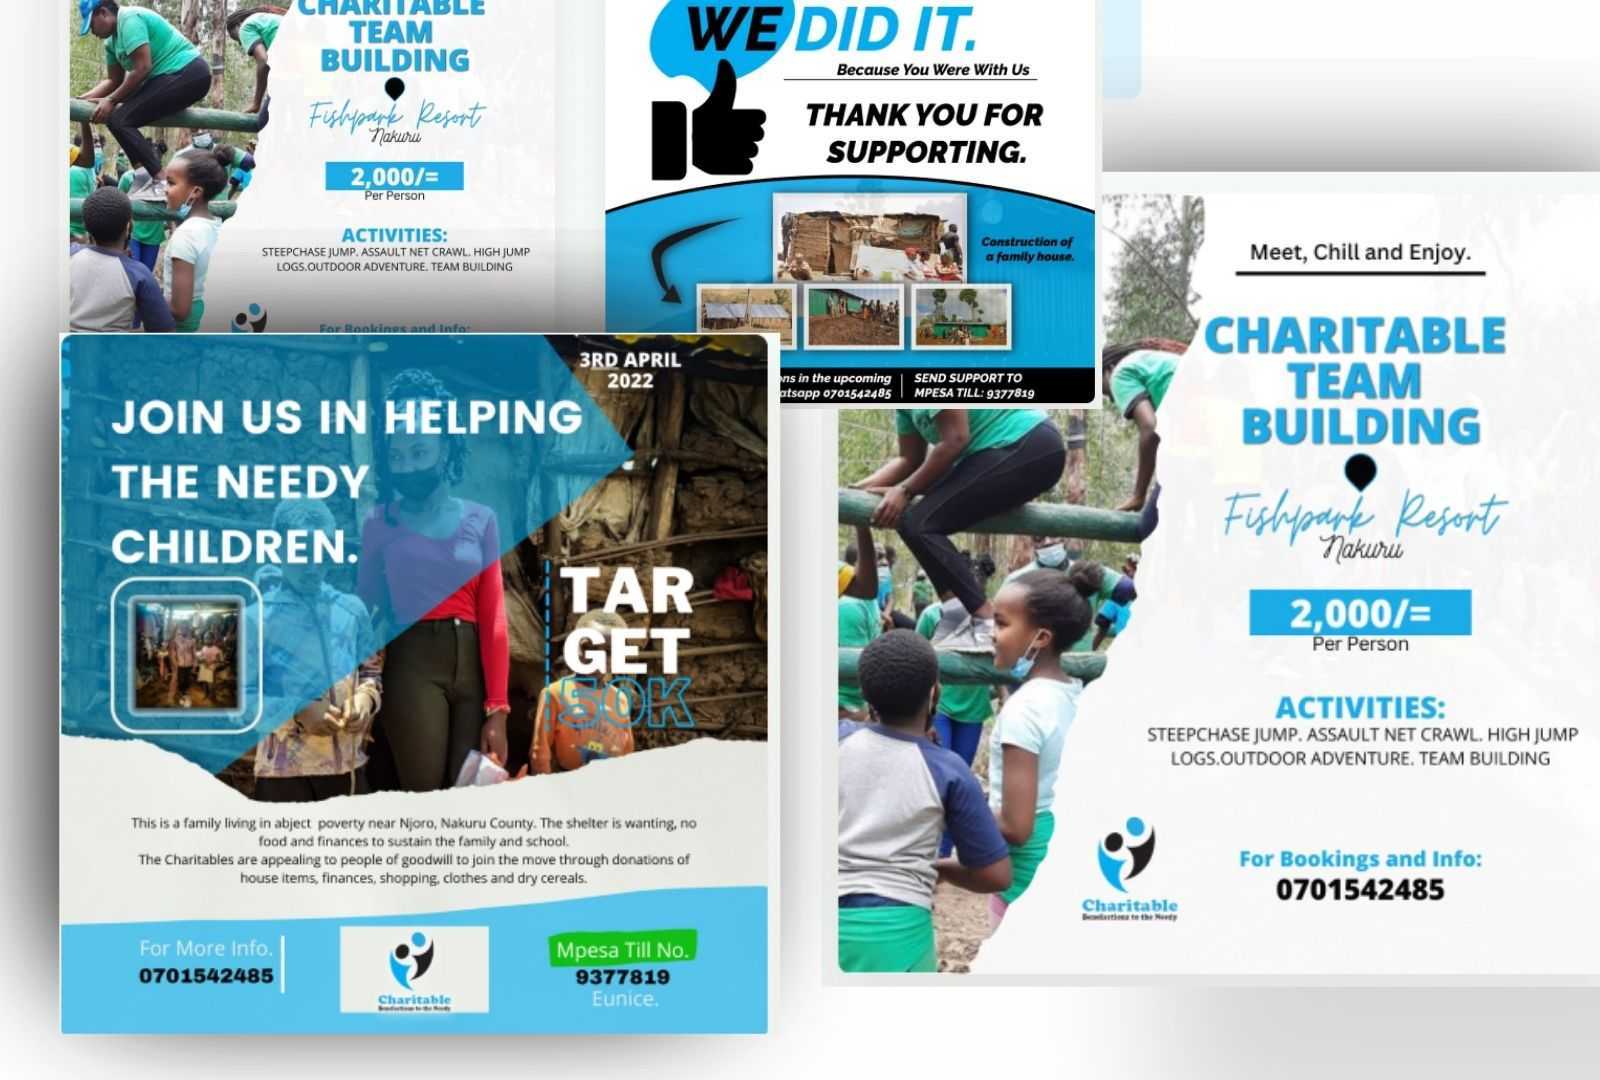 CHARITABLE
TEAM
BUILDING
Fishpark Resort
Nakuru
2,000/=
Per Person
ACTIVITIES:
STEEPCHASE JUMP. ASSAULT NET CRAWL. HIGH JUMP
LOGS.OUTDOOR ADVENTURE. TEAM BUILDING
For Bookings and Info:
WE DID IT.
Because You Were With Us
THANK YOU FOR
SUPPORTING.
Construction of
a family house.
in the upcoming
0701542485
SEND SUPPORT TO
MPESA TILL: 9377819
3RD APRIL
2022
JOIN US IN HELPING
THE NEEDY
CHILDREN.
TAR
GET
50K
This is a family living in abject poverty near Njoro, Nakuru County. The shelter is wanting, no
food and finances to sustain the family and school.
The Charitables are appealing to people of goodwill to join the move through donations of
house items, finances, shopping, clothes and dry cereals.
For More Info.
0701542485
Charitable
Benedictions to the Needy
Mpesa Till No.
9377819
Eunice.
Meet, Chill and Enjoy.
CHARITABLE
TEAM
BUILDING
Fishpark Resort
Nakuru
2,000/=
Per Person
ACTIVITIES:
STEEPCHASE JUMP. ASSAULT NET CRAWL. HIGH JUMP
LOGS.OUTDOOR ADVENTURE. TEAM BUILDING
Charitable
Benedictions to the Needy
For Bookings and Info:
0701542485